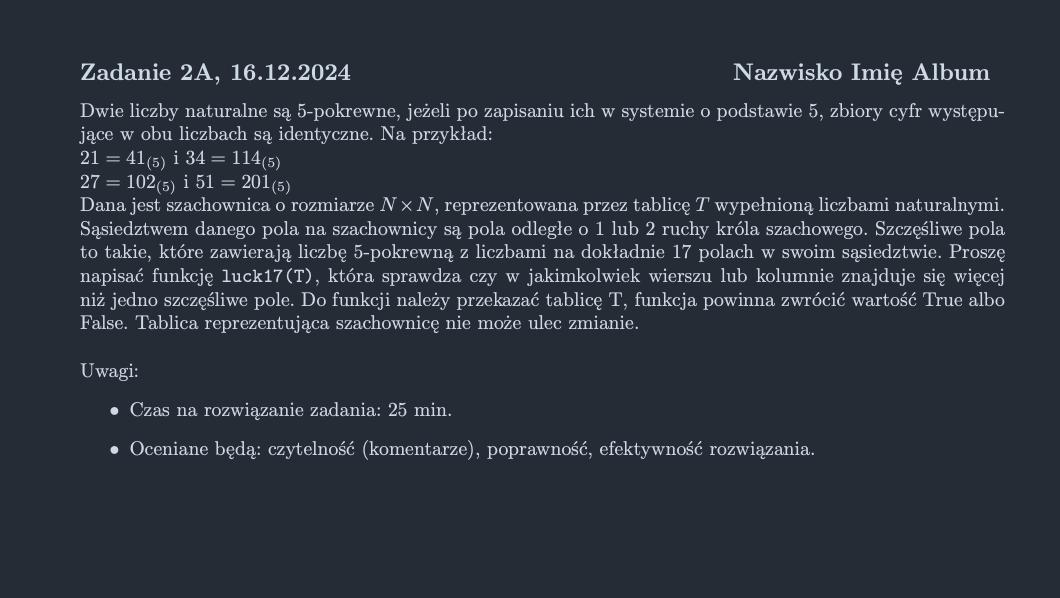 Zadanie 2A, 16.12.2024 Nazwisko Imię Album
Dwie liczby naturalne są 5-pokrewne, jeżeli po zapisaniu ich w systemie o podstawie 5, zbiory cyfr występu-
jące w obu liczbach są identyczne. Na przykład:
21 = 41₍₅₎ i 34 = 114₍₅₎
27 = 102₍₅₎ i 51 = 201₍₅₎
Dana jest szachownica o rozmiarze N×N, reprezentowana przez tablicę T wypełnioną liczbami naturalnymi.
Sąsiedztwem danego pola na szachownicy są pola odległe o 1 lub 2 ruchy króla szachowego. Szczęśliwe pola
to takie, które zawierają liczbę 5-pokrewną z liczbami na dokładnie 17 polach w swoim sąsiedztwie. Proszę
napisać funkcję luck17(T), która sprawdza czy w jakimkolwiek wierszu lub kolumnie znajduje się więcej
niż jedno szczęśliwe pole. Do funkcji należy przekazać tablicę T, funkcja powinna zwrócić wartość True albo
False. Tablica reprezentująca szachownicę nie może ulec zmianie.
Uwagi:
• Czas na rozwiązanie zadania: 25 min.
• Oceniane będą: czytelność (komentarze), poprawność, efektywność rozwiązania.